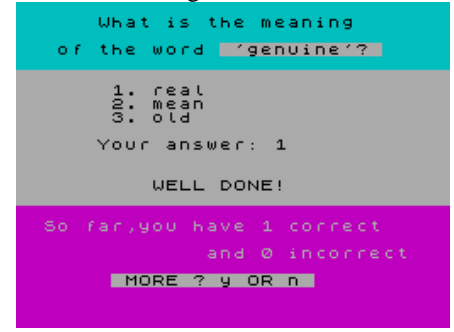 What is the meaning
of the word 'genuine'?
1. real
2. mean
3. old
Your answer: 1
WELL DONE!
So far,you have 1 correct
and 0 incorrect
MORE ? y OR n